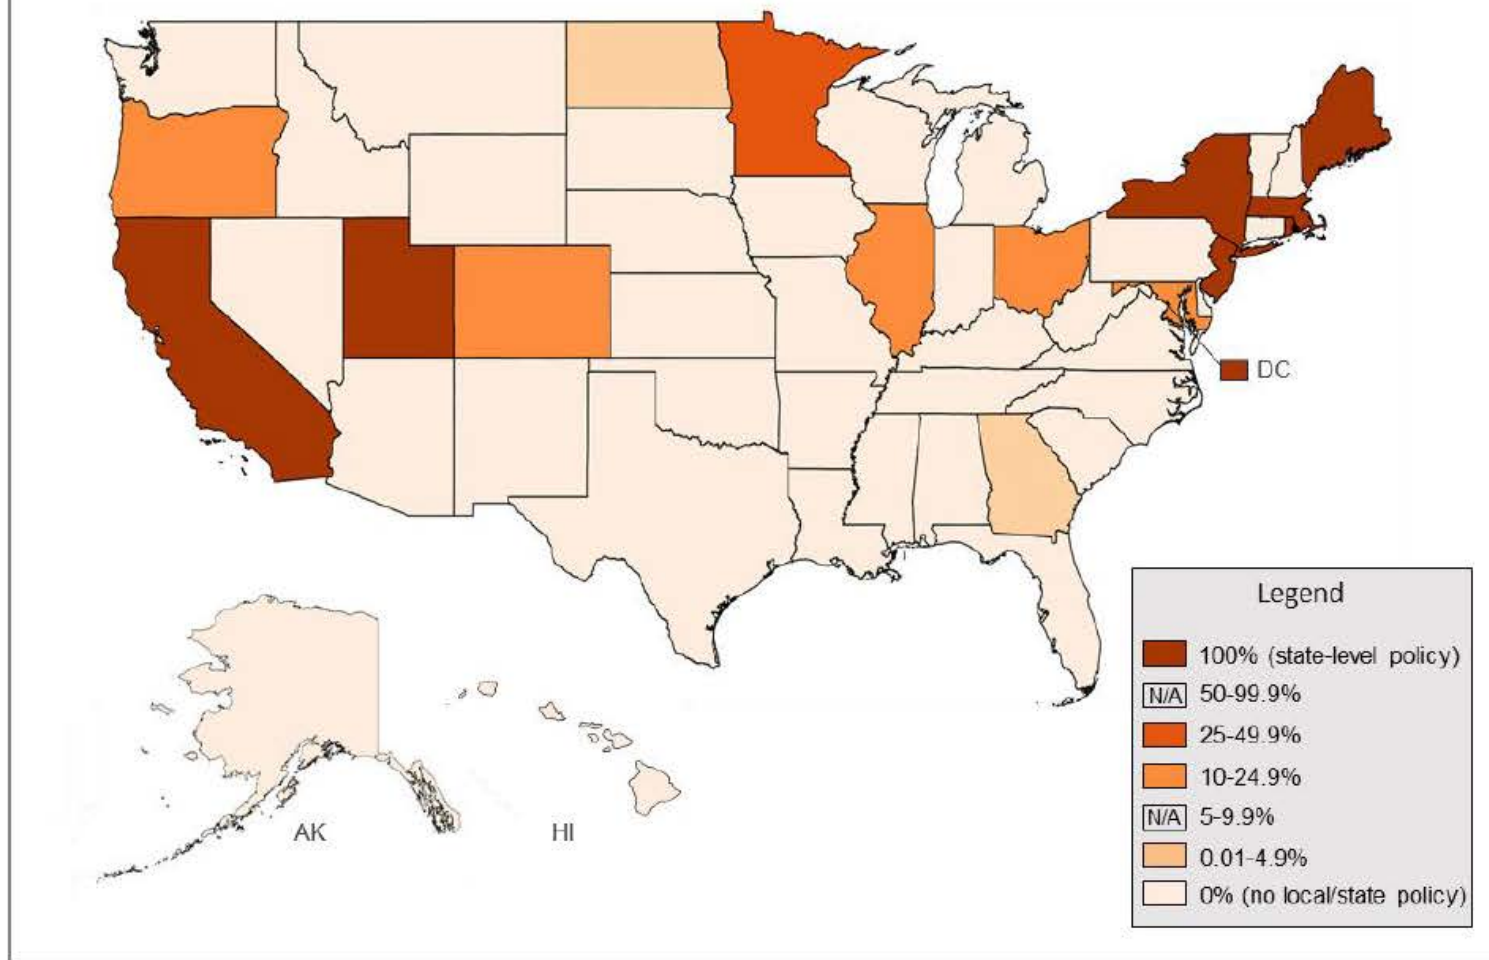 DC
Legend
100% (state-level policy)
N/A 50-99.9%
25-49.9%
10-24.9%
N/A 5-9.9%
0.01-4.9%
0% (no local/state policy)
AK
HI